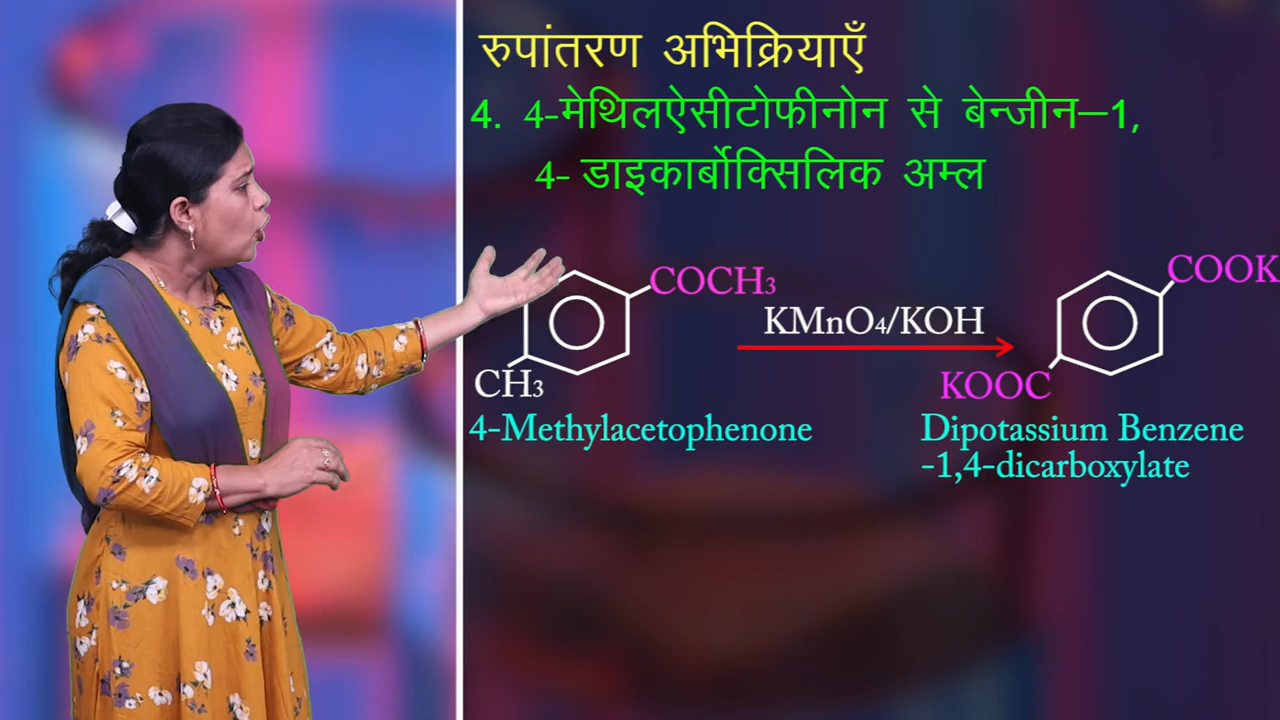 रुपांतरण अभिक्रियाएँ
4. 4-मेथिलऐसीटोफीनोन से बेन्जीन–1,
4- डाइकार्बोक्सिलिक अम्ल
COCH₃
COOK
KMnO₄/KOH
CH₃
KOOC
4-Methylacetophenone
Dipotassium Benzene
-1,4-dicarboxylate